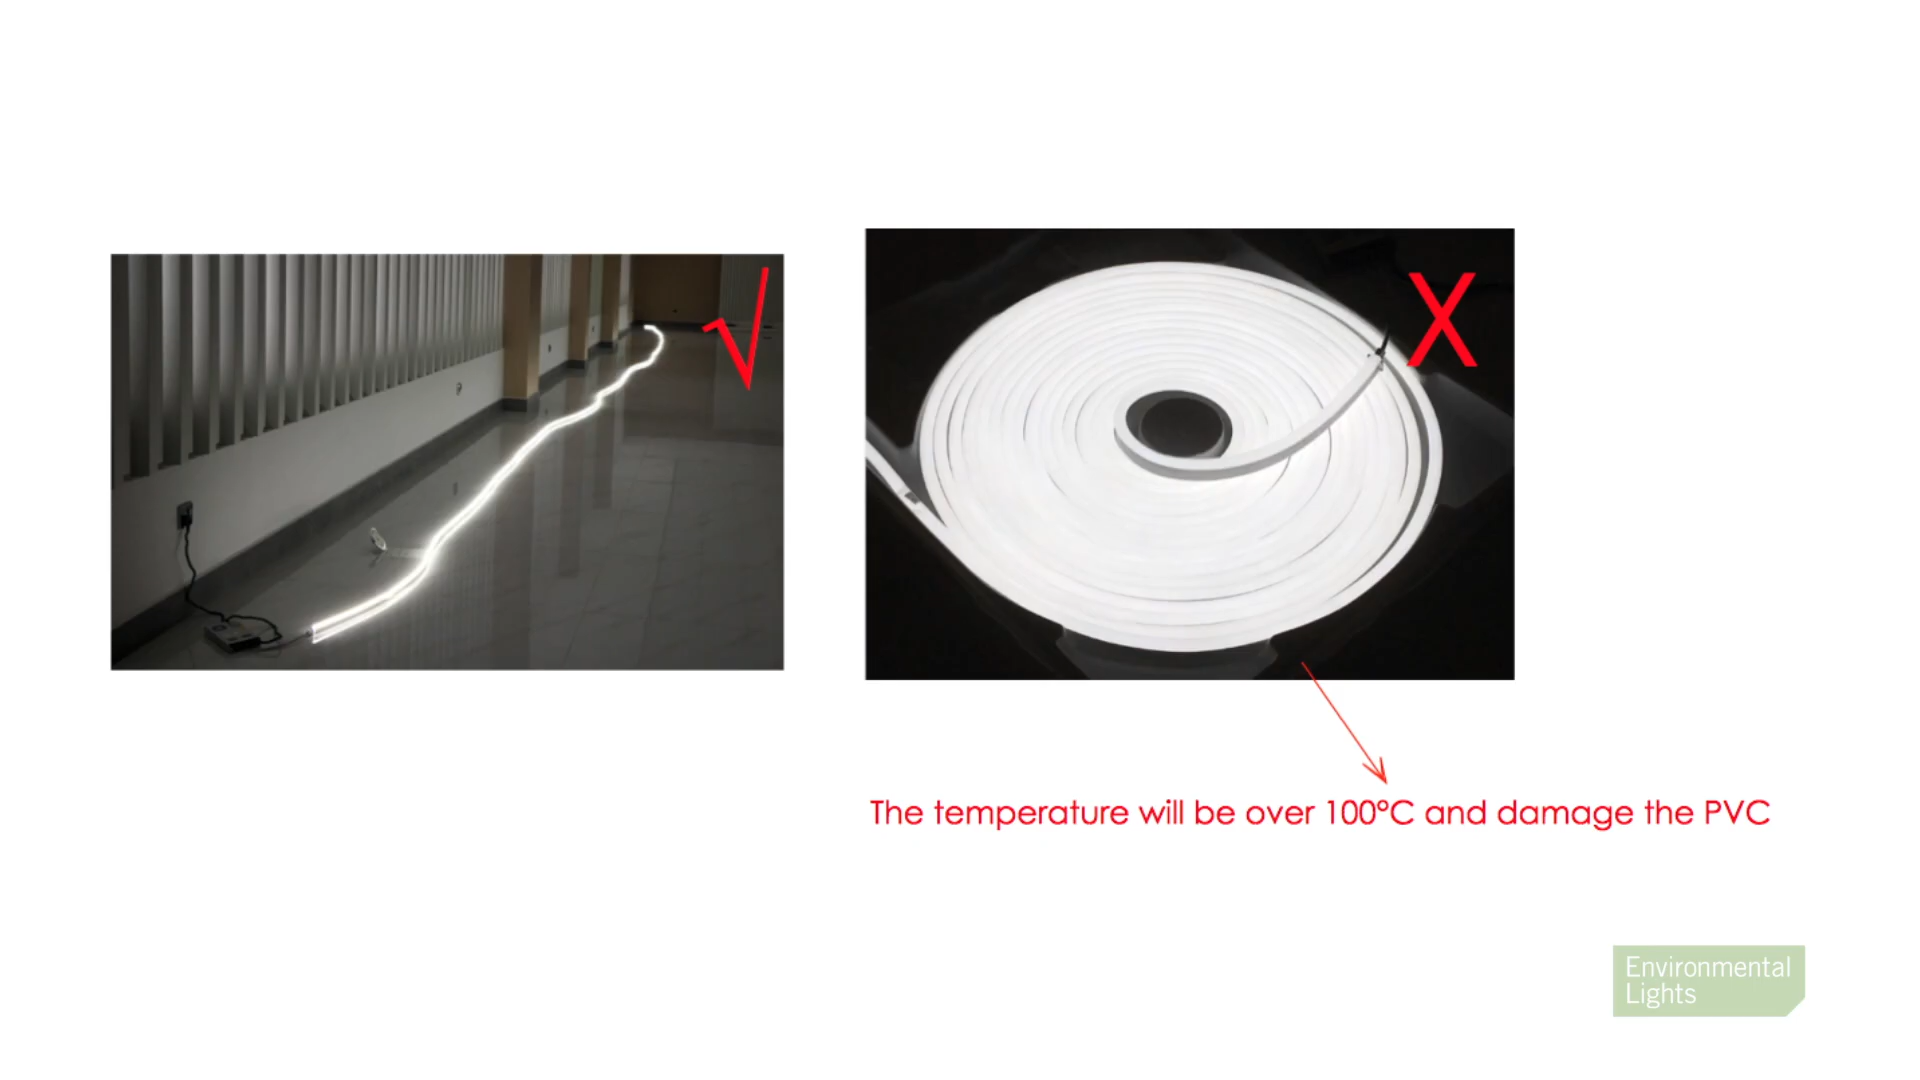 X
The temperature will be over 100°C and damage the PVC
Environmental
Lights